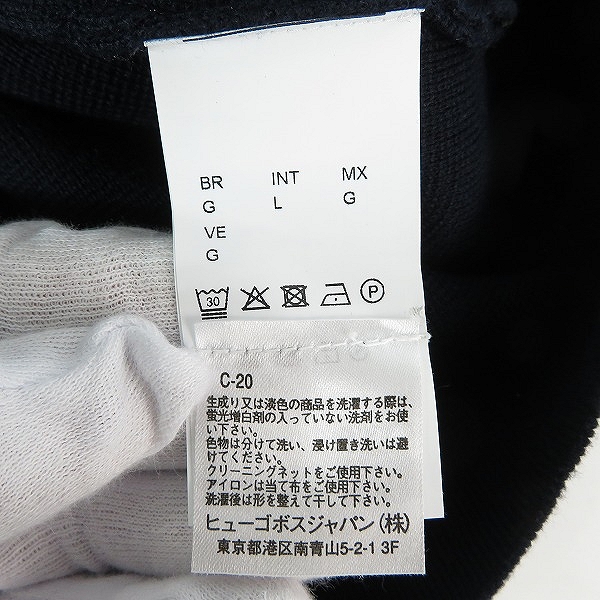 BR INT MX
G L G
VE
G
30 P
C-20
生成り又は淡色の商品を洗濯する際は、
蛍光増白剤の入っていない洗剤をお使
い下さい。
色物は分けて洗い、浸け置き洗いは避
けてください。
クリーニングネットをご使用下さい。
アイロンは当て布をご使用下さい。
洗濯後は形を整えて干して下さい。
ヒューゴボスジャパン(株)
東京都港区南青山5-2-1 3F